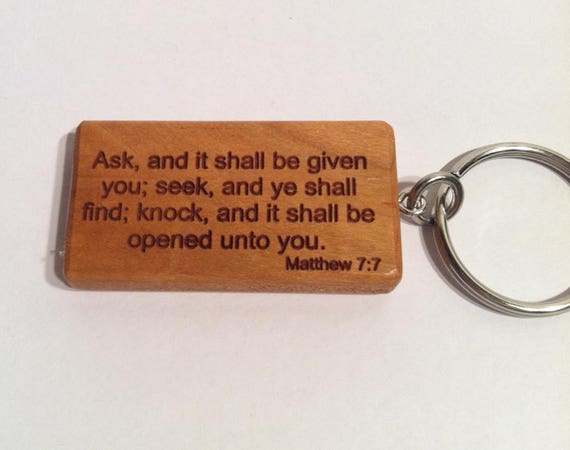 Ask, and it shall be given
you; seek, and ye shall
find; knock, and it shall be
opened unto you.
Matthew 7:7